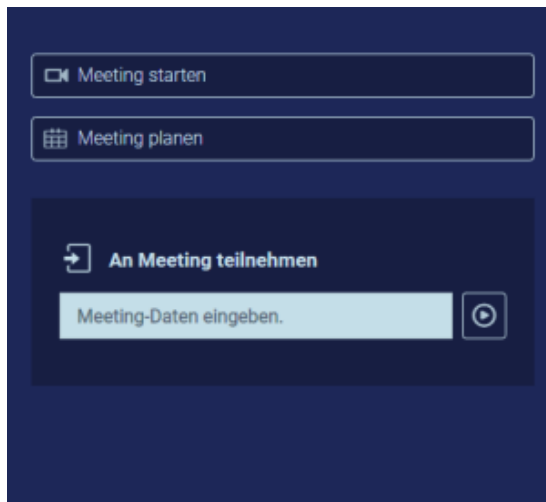 Meeting starten
Meeting planen
An Meeting teilnehmen
Meeting-Daten eingeben.